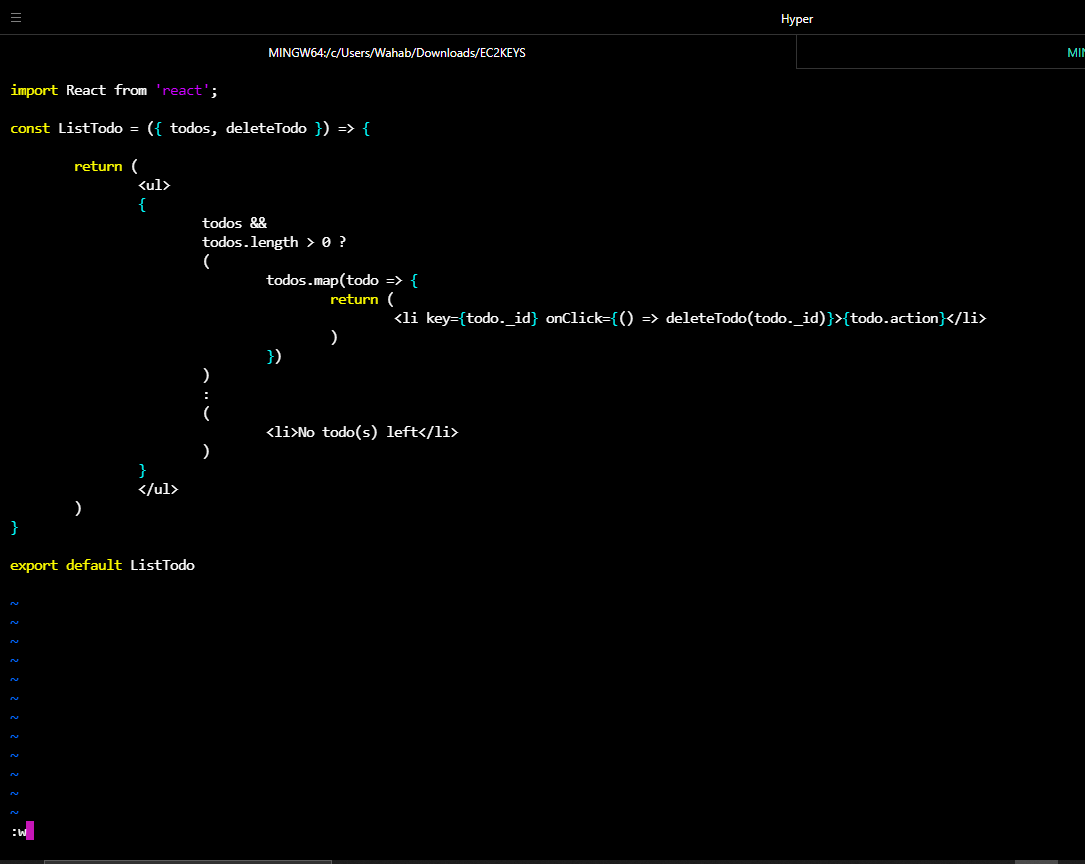 ☰ Hyper
MINGW64:/c/Users/Wahab/Downloads/EC2KEYS
import React from 'react';
const ListTodo = ({ todos, deleteTodo }) => {
return (
<ul>
{
todos &&
todos.length > 0 ?
(
todos.map(todo => {
return (
<li key={todo._id} onClick={() => deleteTodo(todo._id)}>{todo.action}</li>
)
})
)
:
(
<li>No todo(s) left</li>
)
}
</ul>
)
}
export default ListTodo
~
~
~
~
~
~
~
~
~
~
~
~
:w